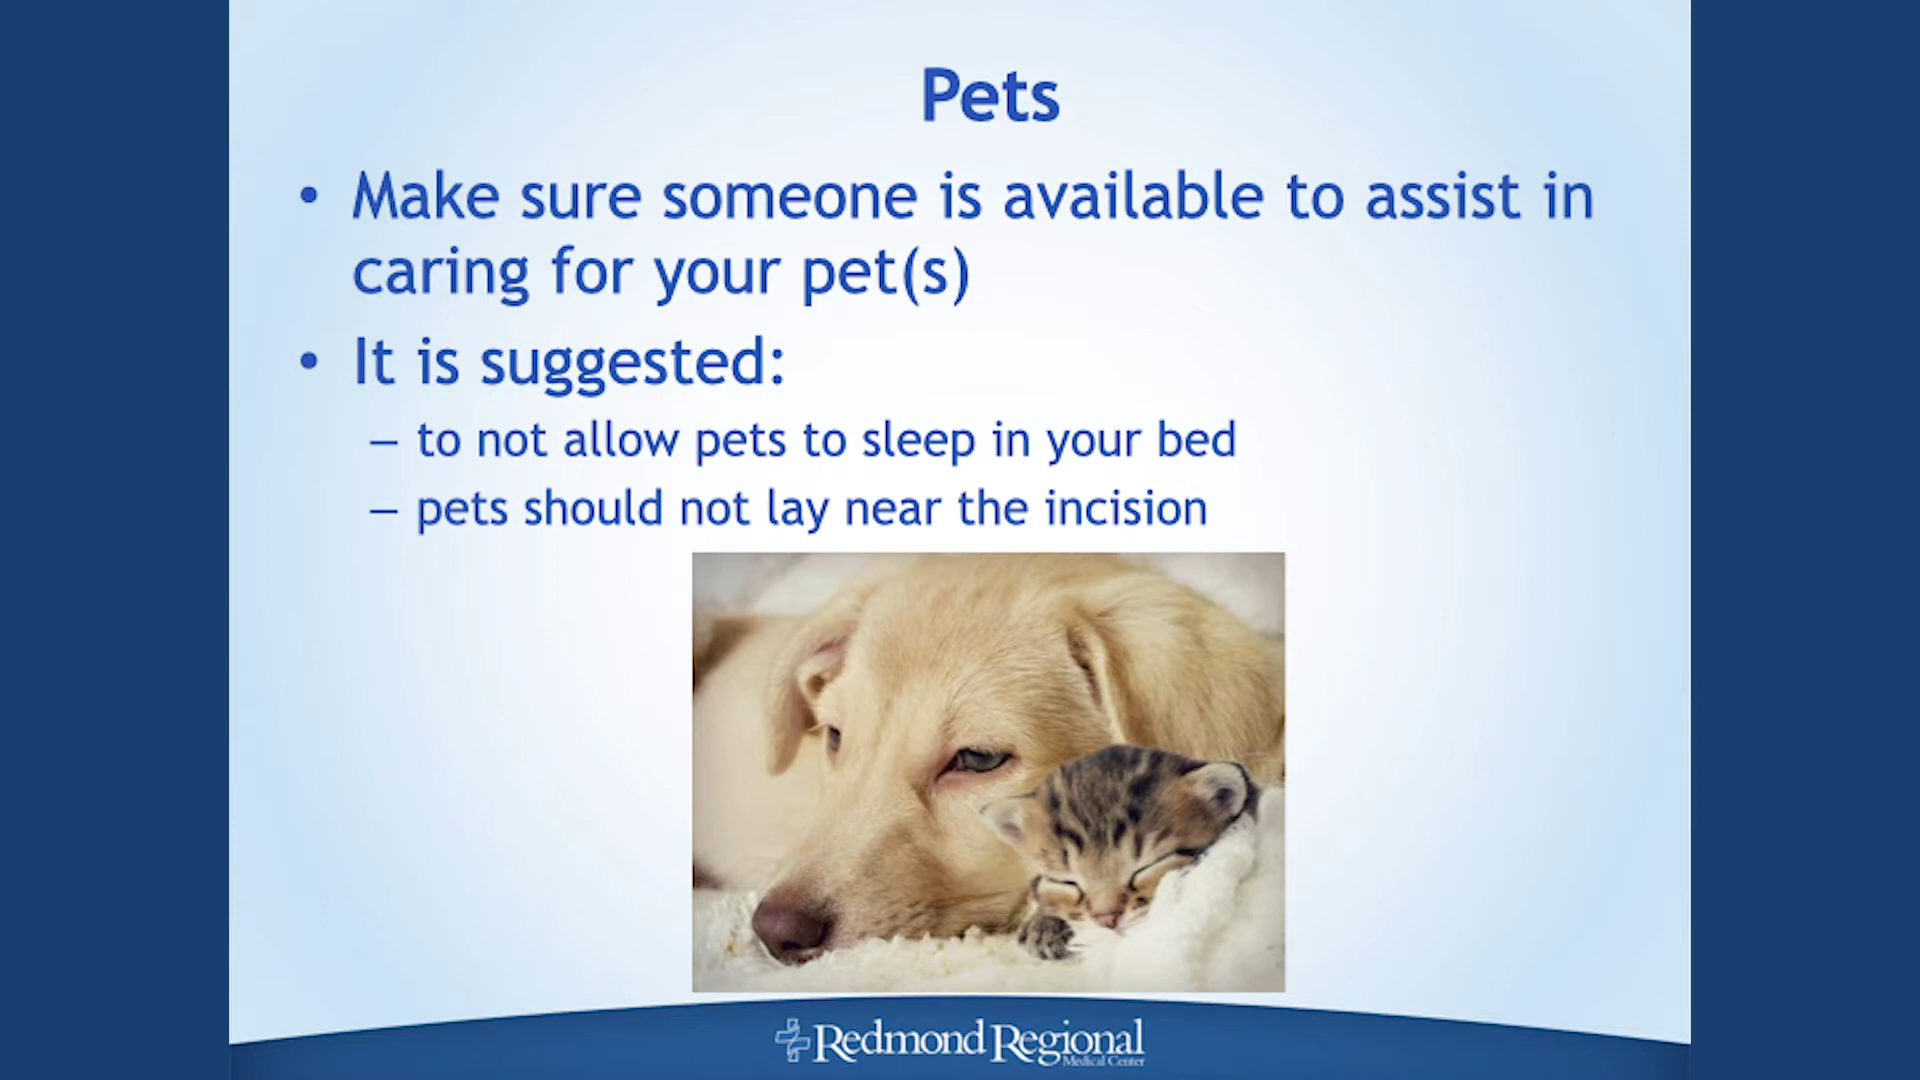 Pets
• Make sure someone is available to assist in
caring for your pet(s)
• It is suggested:
– to not allow pets to sleep in your bed
– pets should not lay near the incision
Redmond Regional
Medical Center